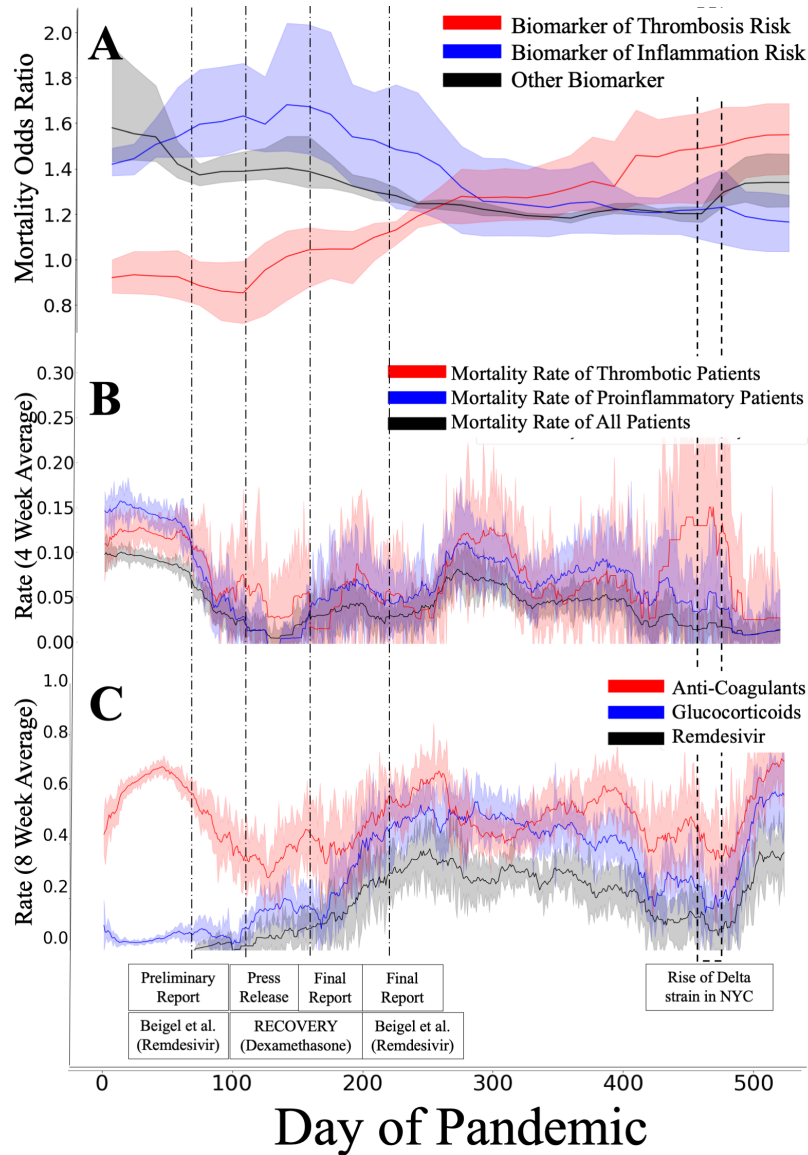 A
Biomarker of Thrombosis Risk
Biomarker of Inflammation Risk
Other Biomarker
Mortality Odds Ratio
2.0
1.8
1.6
1.4
1.2
1.0
0.8
B
Mortality Rate of Thrombotic Patients
Mortality Rate of Proinflammatory Patients
Mortality Rate of All Patients
Rate (4 Week Average)
0.30
0.25
0.20
0.15
0.10
0.05
0.00
C
Anti-Coagulants
Glucocorticoids
Remdesivir
Rate (8 Week Average)
1.0
0.8
0.6
0.4
0.2
0.0
Preliminary
Report
Press
Release
Final
Report
Final
Report
Rise of Delta
strain in NYC
Beigel et al.
(Remdesivir)
RECOVERY
(Dexamethasone)
Beigel et al.
(Remdesivir)
0 100 200 300 400 500
Day of Pandemic